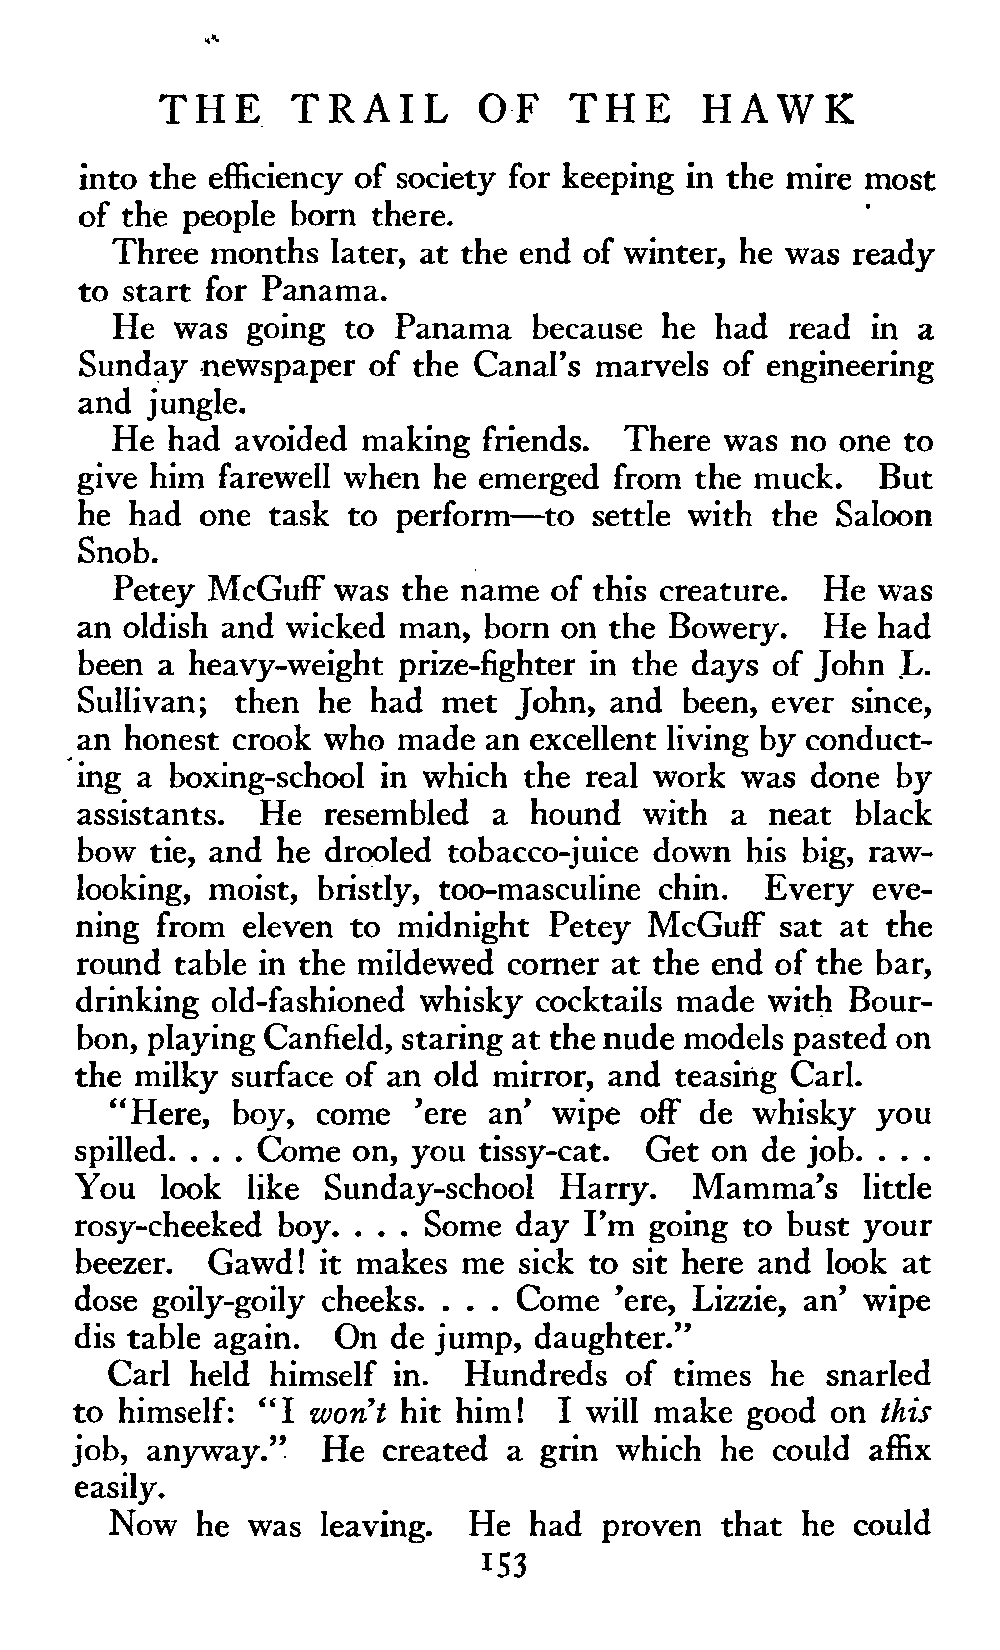 THE TRAIL OF THE HAWK
into the efficiency of society for keeping in the mire most
of the people born there.
Three months later, at the end of winter, he was ready
to start for Panama.
He was going to Panama because he had read in a
Sunday newspaper of the Canal's marvels of engineering
and jungle.
He had avoided making friends. There was no one to
give him farewell when he emerged from the muck. But
he had one task to perform—to settle with the Saloon
Snob.
Petey McGuff was the name of this creature. He was
an oldish and wicked man, born on the Bowery. He had
been a heavy-weight prize-fighter in the days of John L.
Sullivan; then he had met John, and been, ever since,
an honest crook who made an excellent living by conduct-
ing a boxing-school in which the real work was done by
assistants. He resembled a hound with a neat black
bow tie, and he drooled tobacco-juice down his big, raw-
looking, moist, bristly, too-masculine chin. Every eve-
ning from eleven to midnight Petey McGuff sat at the
round table in the mildewed corner at the end of the bar,
drinking old-fashioned whisky cocktails made with Bour-
bon, playing Canfield, staring at the nude models pasted on
the milky surface of an old mirror, and teasing Carl.
"Here, boy, come 'ere an' wipe off de whisky you
spilled. . . . Come on, you tissy-cat. Get on de job. . . .
You look like Sunday-school Harry. Mamma's little
rosy-cheeked boy. . . . Some day I'm going to bust your
beezer. Gawd! it makes me sick to sit here and look at
dose goily-goily cheeks. . . . Come 'ere, Lizzie, an' wipe
dis table again. On de jump, daughter."
Carl held himself in. Hundreds of times he snarled
to himself: "I won't hit him! I will make good on this
job, anyway." He created a grin which he could affix
easily.
Now he was leaving. He had proven that he could
153